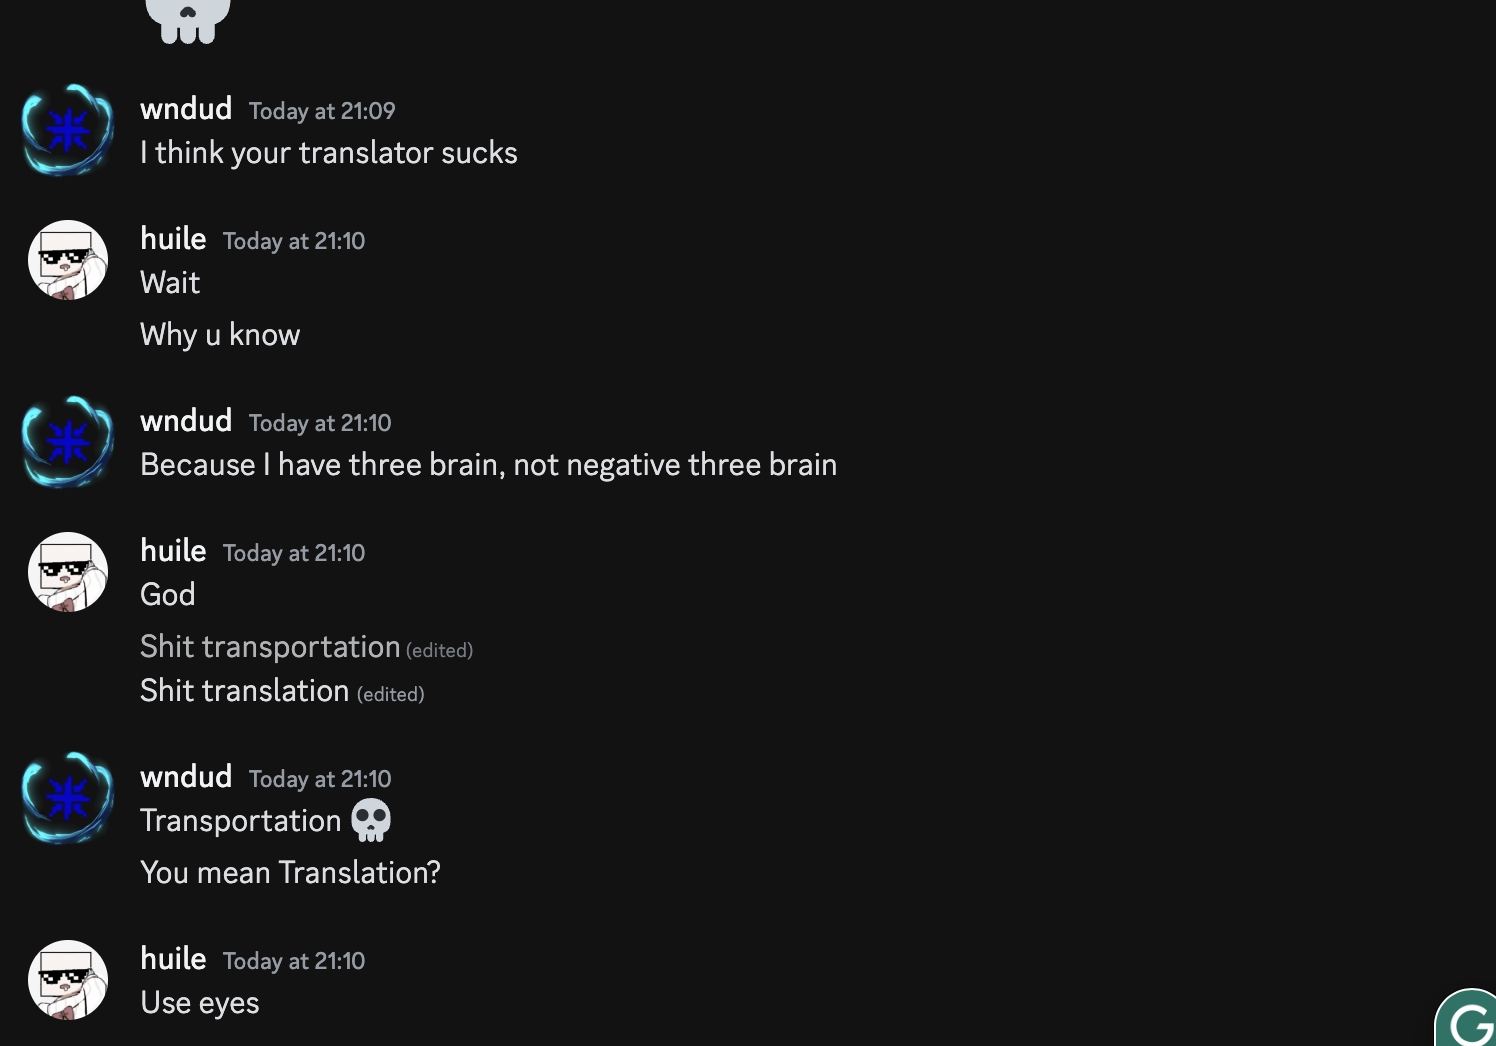 wndud Today at 21:09
I think your translator sucks
huile Today at 21:10
Wait
Why u know
wndud Today at 21:10
Because I have three brain, not negative three brain
huile Today at 21:10
God
Shit transportation (edited)
Shit translation (edited)
wndud Today at 21:10
Transportation 💀
You mean Translation?
huile Today at 21:10
Use eyes
G